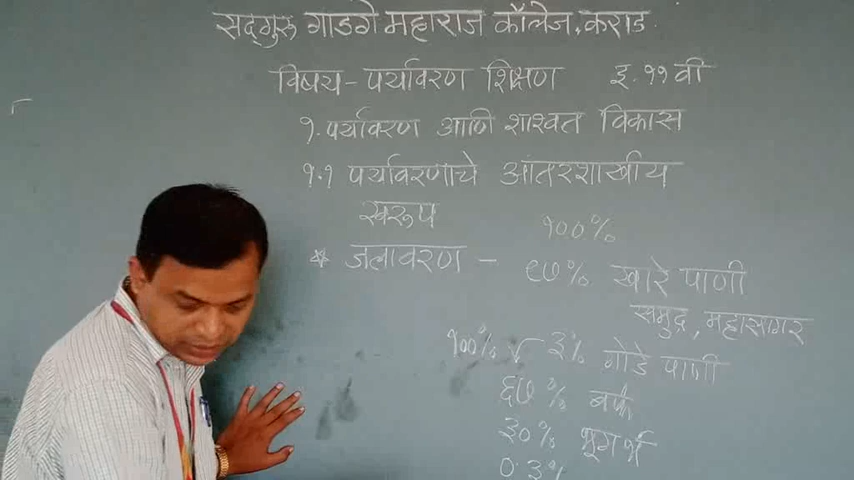 सद्गुरु गाडगे महाराज कॉलेज, कराड.
विषय - पर्यावरण शिक्षण इ. ११ वी
१. पर्यावरण आणि शाश्वत विकास
१.१ पर्यावरणाचे आंतरशाखीय
स्वरूप
१००%
* जलावरण - ९७% खारे पाणी
समुद्र, महासागर
१००% ✓ ३% गोडे पाणी
६७% बर्फ
३०% भूगर्भ
०.३%